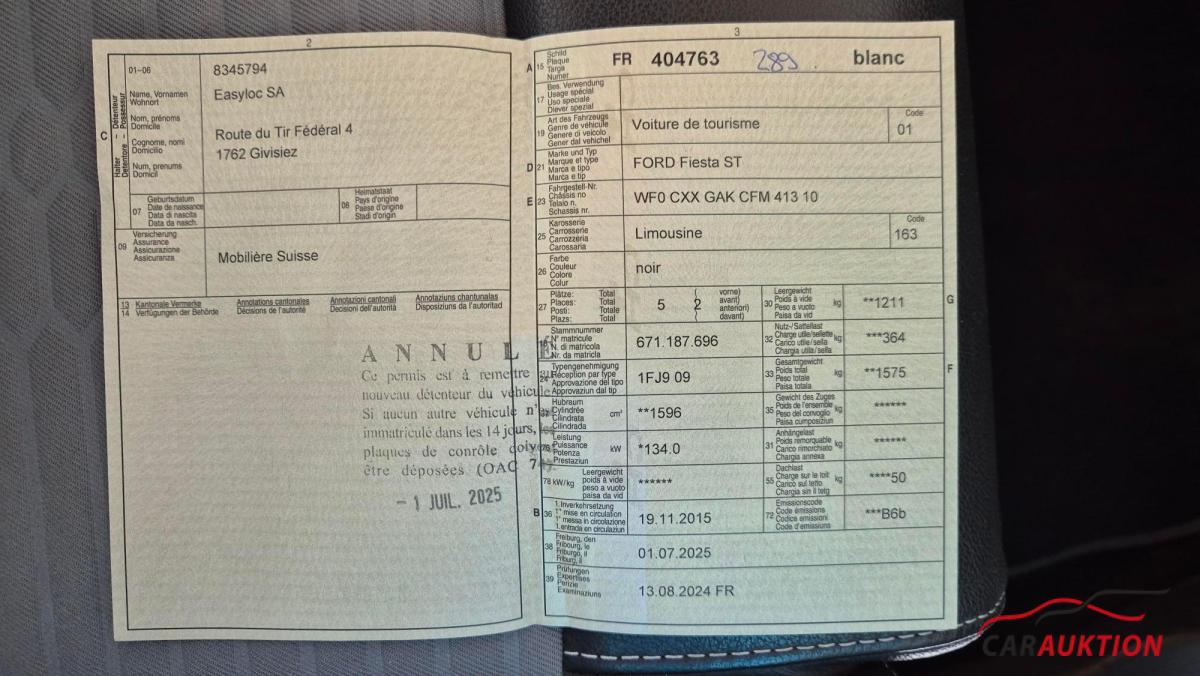 2
01-06
8345794
Name, Vornamen
Wohnort
Easyloc SA
Nom, prénoms
Domicile
Route du Tir Fédéral 4
Cognome, nomi
Domicilio
1762 Givisiez
Num, prenums
Domicil
C
Halter – Détenteur
Detentore – Possessur
07
Geburtsdatum
Date de naissance
Data di nascita
Data da nasch.
08
Heimatstaat
Pays d'origine
Paese d'origine
Stadi d'origin
09
Versicherung
Assurance
Assicurazione
Assicuranza
Mobilière Suisse
13 Kantonale Vermerke
14 Verfügungen der Behörde
Annotations cantonales
Décisions de l'autorité
Annotazioni cantonali
Decisioni dell'autorità
Annotaziuns chantunalas
Disposiziuns da l'autoritad
ANNULÉ
Ce permis est à remettre au
nouveau détenteur du véhicule
Si aucun autre véhicule n'
immatriculé dans les 14 jours,
plaques de conrôle doiv
être déposées (OAC 74).
- 1 JUIL. 2025
3
A
15
Schild
Plaque
Targa
Numer
FR 404763 289 . blanc
17
Bes. Verwendung
Usage spécial
Uso speciale
Diever spezial
19
Art des Fahrzeugs
Genre de véhicule
Genere di veicolo
Gener dal vehichel
Voiture de tourisme
Code
01
D
21
Marke und Typ
Marque et type
Marca e tipo
Marca e tip
FORD Fiesta ST
E
23
Fahrgestell-Nr.
Châssis no
Telaio n.
Schassis nr.
WF0 CXX GAK CFM 413 10
25
Karosserie
Carrosserie
Carrozzeria
Carossaria
Limousine
Code
163
26
Farbe
Couleur
Colore
Colur
noir
27
Plätze: Total
Places: Total
Posti: Totale
Plazs: Total
5 2
vorne)
avant)
anteriori)
davant)
30
Leergewicht
Poids à vide
Peso a vuoto
Paisa da vid
kg
**1211
G
Stammnummer
N° matricule
N. di matricola
Nr. da matricla
671.187.696
32
Nutz-/Sattellast
Charge utile/sellette
Carico utile/sella
Chargia utila/sella
kg
***364
Typengenehmigung
Réception par type
Approvazione del tipo
Approvaziun dal tip
1FJ9 09
33
Gesamtgewicht
Poids total
Peso totale
Paisa totala
kg
**1575
F
Hubraum
Cylindrée
Cilindrata
Cilindrada
cm³
**1596
35
Gewicht des Zuges
Poids de l'ensemble
Peso del convoglio
Paisa cumposiziun
kg
******
Leistung
Puissance
Potenza
Prestaziun
kW
*134.0
31
Anhängelast
Poids remorquable
Carico rimorchiato
Chargia annexa
kg
******
78 kW/kg
Leergewicht
poids à vide
peso a vuoto
paisa da vid
******
55
Dachlast
Charge sur le toit
Carico sul tetto
Chargia sin il tetg
kg
****50
B
36
1. Inverkehrsetzung
1ère mise en circulation
1a messa in circolazione
1. entrada en circulaziun
19.11.2015
72
Emissionscode
Code émissions
Codice emissioni
Code d'emissiuns
***B6b
38
Freiburg, den
Fribourg, le
Friburgo, il
Friburg, il
01.07.2025
39
Prüfungen
Expertises
Perizie
Examinaziuns
13.08.2024 FR
CARAUKTION